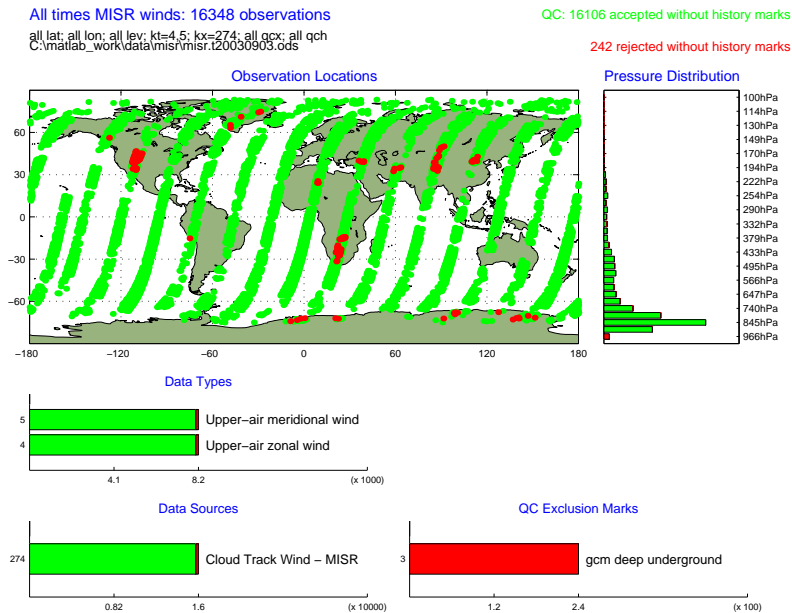 All times MISR winds: 16348 observations
QC: 16106 accepted without history marks
all lat; all lon; all lev; kt=4,5; kx=274; all qcx; all qch
C:\matlab_work\data\misr\misr.t20030903.ods
242 rejected without history marks
Observation Locations
Pressure Distribution
60
30
0
−30
−60
−180
−120
−60
0
60
120
180
100hPa
114hPa
130hPa
149hPa
170hPa
194hPa
222hPa
254hPa
290hPa
332hPa
379hPa
433hPa
495hPa
566hPa
647hPa
740hPa
845hPa
966hPa
Data Types
5
Upper−air meridional wind
4
Upper−air zonal wind
4.1
8.2
(x 1000)
Data Sources
274
Cloud Track Wind − MISR
0.82
1.6
(x 10000)
QC Exclusion Marks
3
gcm deep underground
1.2
2.4
(x 100)